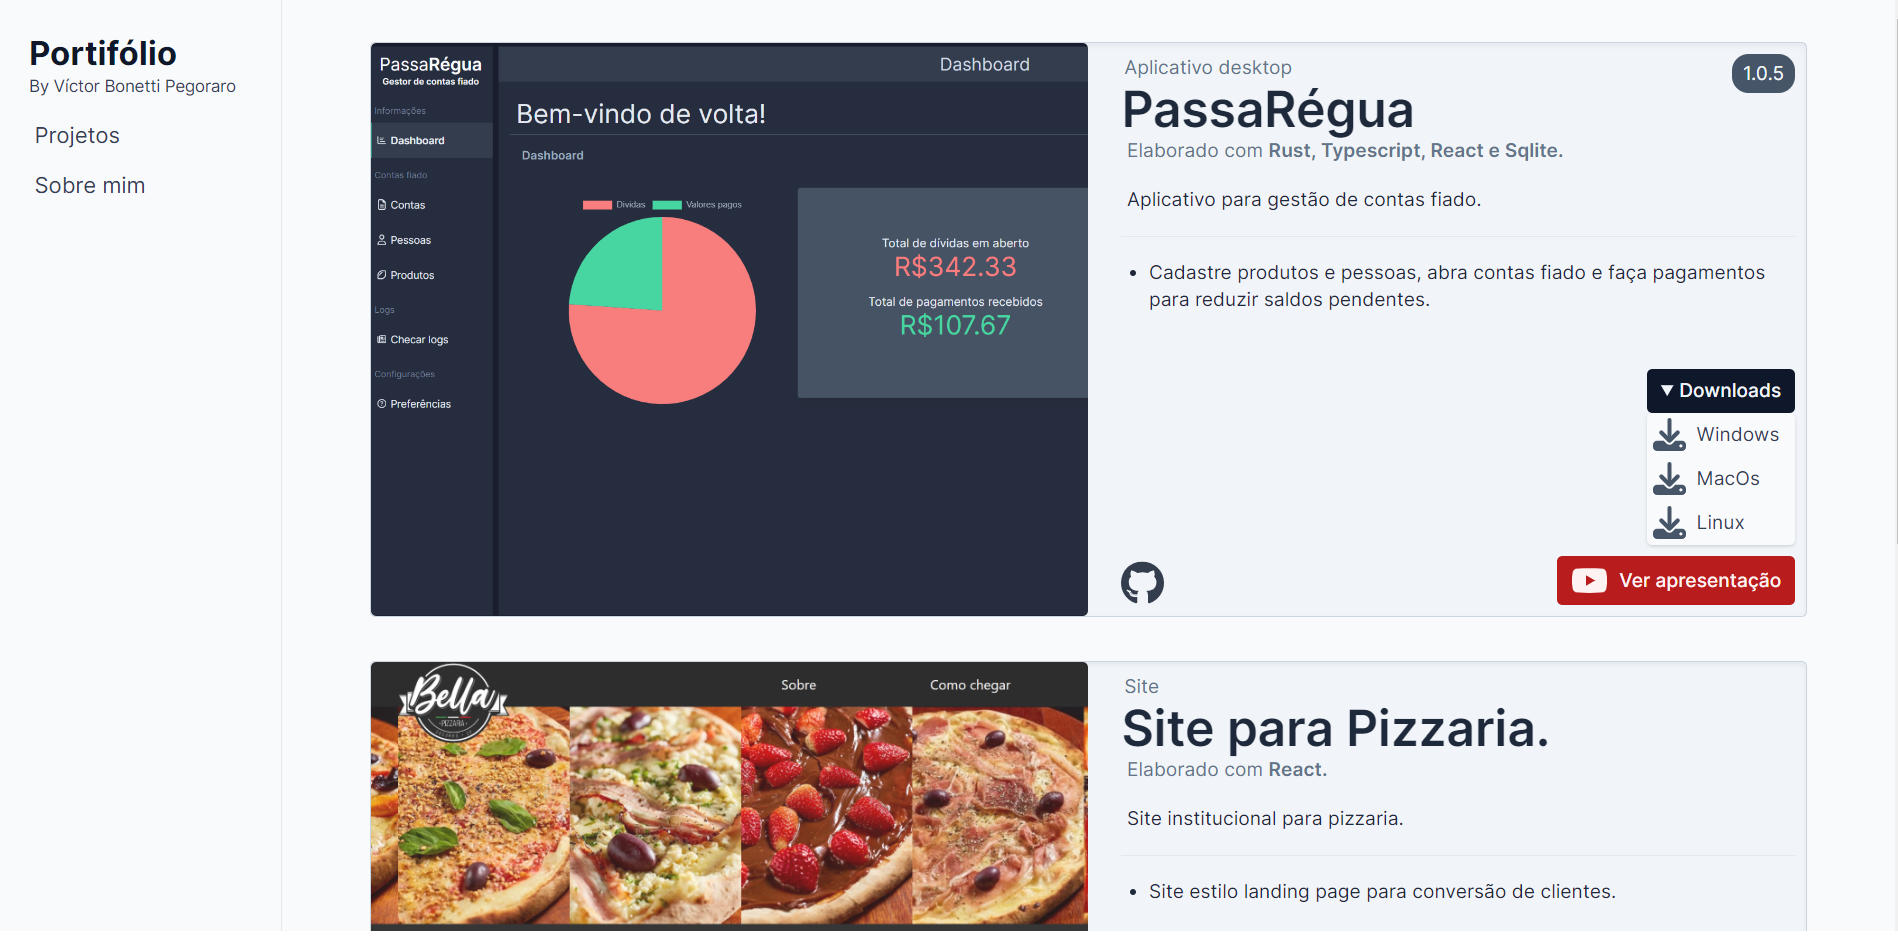 Portifólio
By Víctor Bonetti Pegoraro
Projetos
Sobre mim
PassaRégua
Gestor de contas fiado
Informações
Dashboard
Contas fiado
Contas
Pessoas
Produtos
Logs
Checar logs
Configurações
Preferências
Dashboard
Bem-vindo de volta!
Dashboard
Dividas Valores pagos
Total de dívidas em aberto
R$342.33
Total de pagamentos recebidos
R$107.67
Aplicativo desktop
1.0.5
PassaRégua
Elaborado com Rust, Typescript, React e Sqlite.
Aplicativo para gestão de contas fiado.
• Cadastre produtos e pessoas, abra contas fiado e faça pagamentos
para reduzir saldos pendentes.
▼ Downloads
Windows
MacOs
Linux
Ver apresentação
Bella
PIZZARIA
Sobre Como chegar
Site
Site para Pizzaria.
Elaborado com React.
Site institucional para pizzaria.
• Site estilo landing page para conversão de clientes.